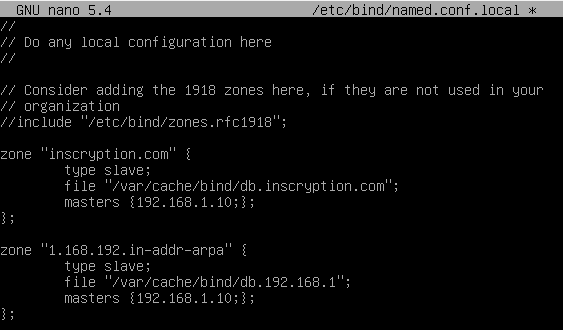 GNU nano 5.4 /etc/bind/named.conf.local *
//
// Do any local configuration here
//
// Consider adding the 1918 zones here, if they are not used in your
// organization
//include "/etc/bind/zones.rfc1918";
zone "inscryption.com" {
type slave;
file "/var/cache/bind/db.inscryption.com";
masters {192.168.1.10;};
};
zone "1.168.192.in-addr-arpa" {
type slave;
file "/var/cache/bind/db.192.168.1";
masters {192.168.1.10;};
};